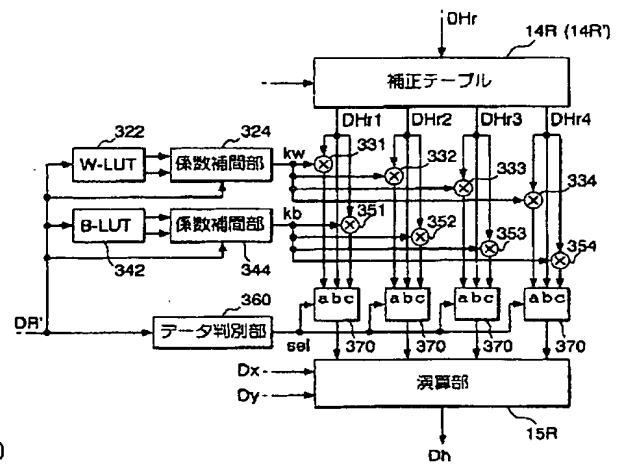 DHr
14R (14R')
補正テーブル
DHr1 DHr2 DHr3 DHr4
322 324 kw 331 332 333 334
W-LUT 係数補間部
B-LUT 係数補間部 kb 351 352 353 354
342 344
360
DR' データ判別部 sel
abc abc abc abc
370 370 370 370
Dx
Dy
演算部
15R
Dh
)